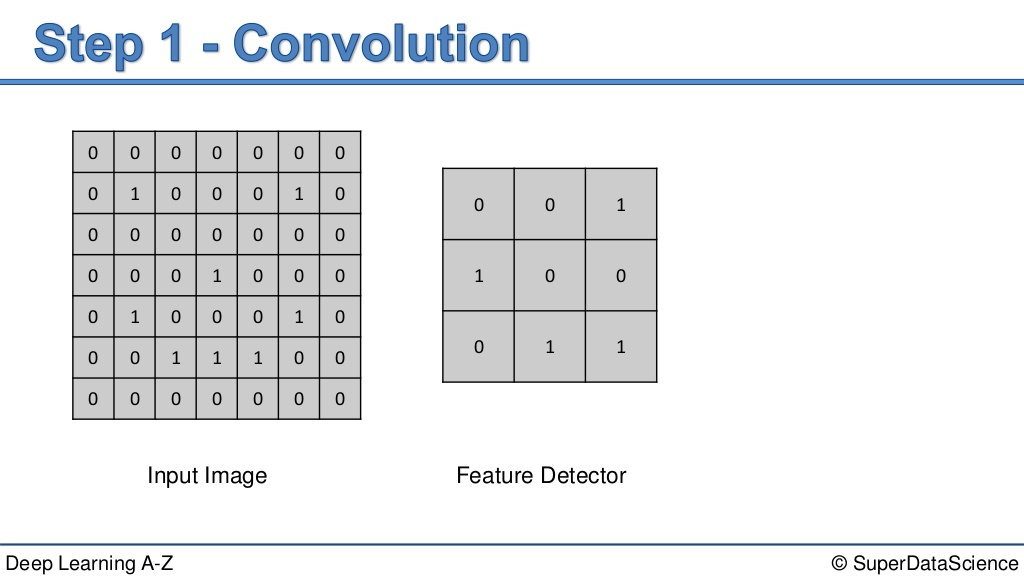 Step 1 - Convolution
0 0 0 0 0 0 0
0 1 0 0 0 1 0
0 0 0 0 0 0 0
0 0 0 1 0 0 0
0 1 0 0 0 1 0
0 0 1 1 1 0 0
0 0 0 0 0 0 0
Input Image
0 0 1
1 0 0
0 1 1
Feature Detector
Deep Learning A-Z
© SuperDataScience